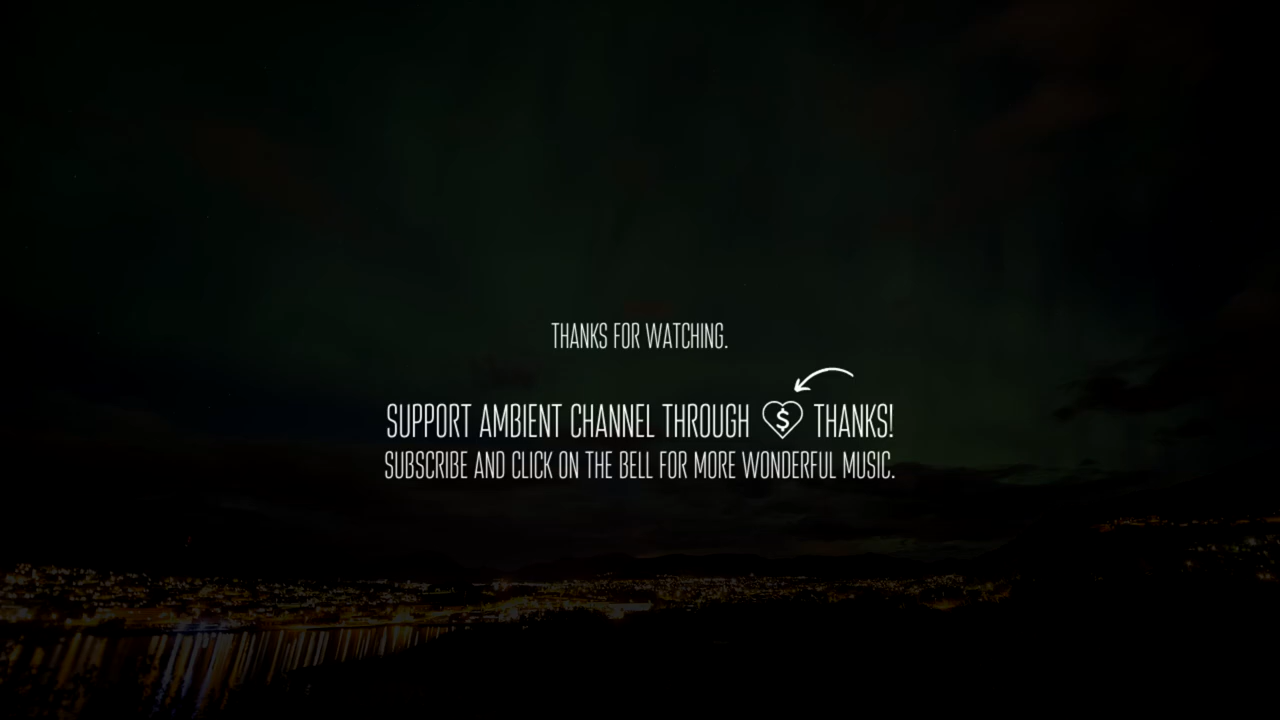 THANKS FOR WATCHING.
SUPPORT AMBIENT CHANNEL THROUGH $ THANKS!
SUBSCRIBE AND CLICK ON THE BELL FOR MORE WONDERFUL MUSIC.